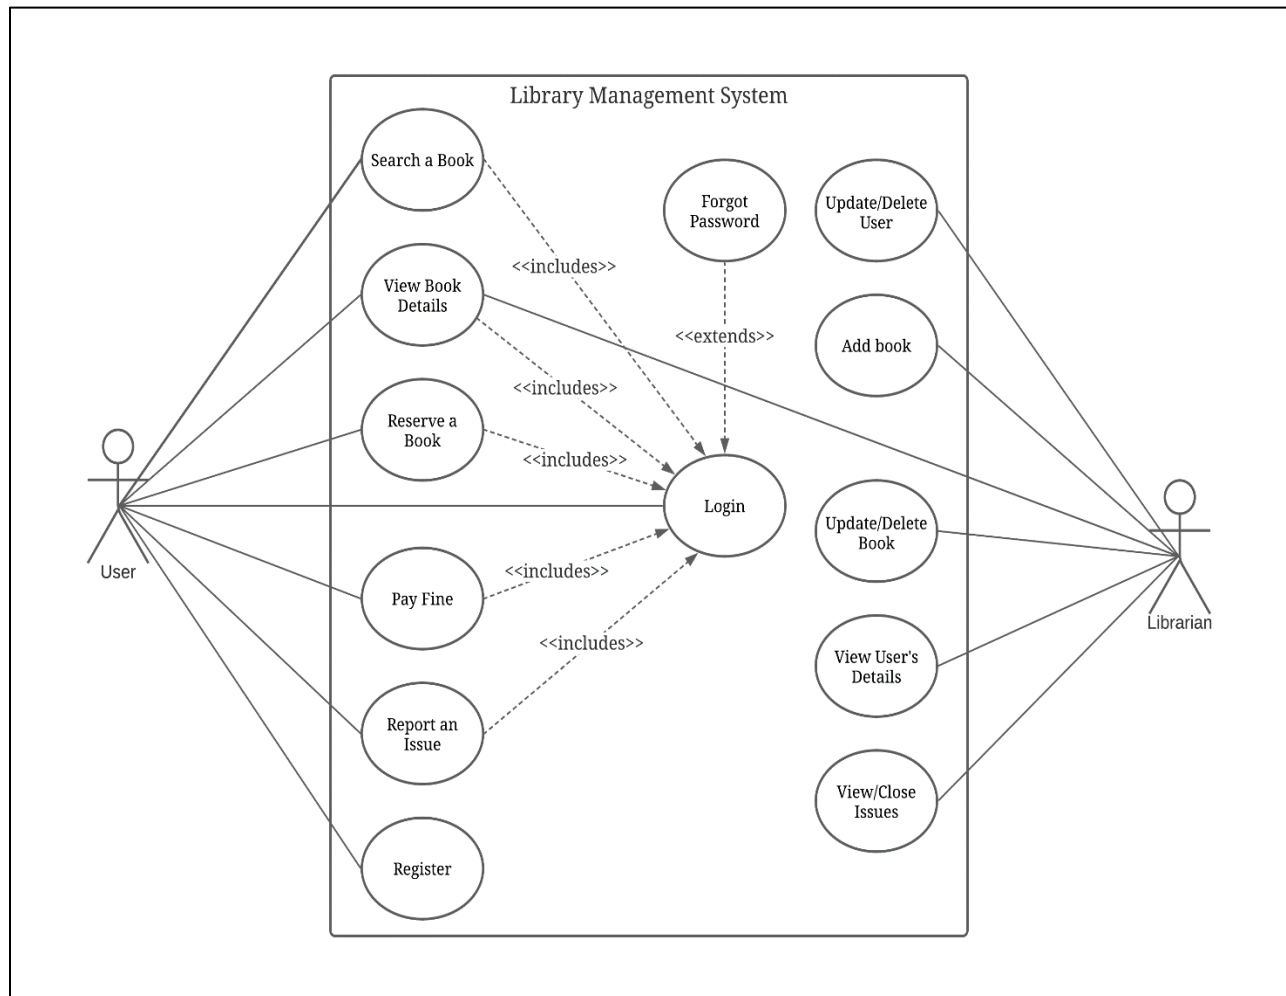 Library Management System
Search a Book
Forgot
Password
Update/Delete
User
<<includes>>
View Book
Details
<<extends>>
Add book
<<includes>>
Reserve a
Book
<<includes>>
Login
Update/Delete
Book
User
<<includes>>
Pay Fine
Librarian
<<includes>>
View User's
Details
Report an
Issue
View/Close
Issues
Register